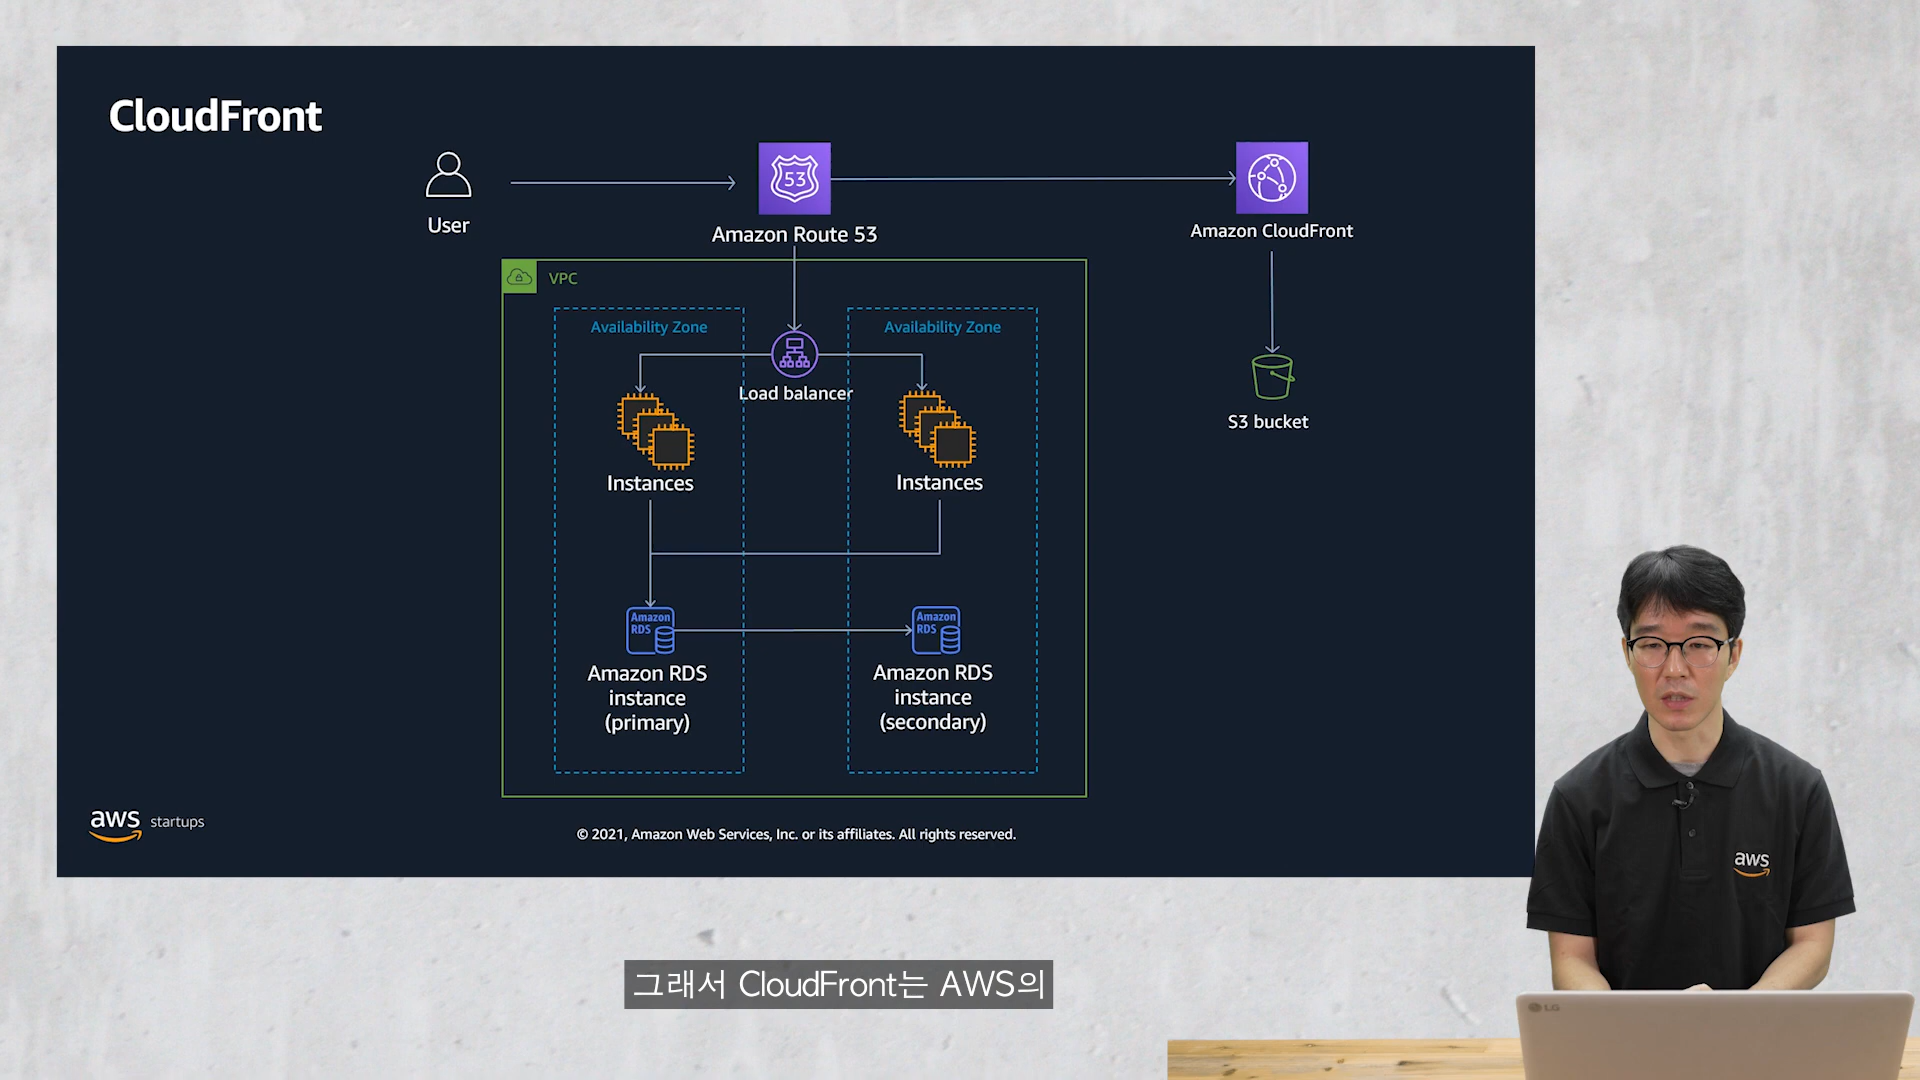 CloudFront
User
53
Amazon Route 53
Amazon CloudFront
VPC
Availability Zone
Availability Zone
Load balancer
S3 bucket
Instances
Instances
Amazon
RDS
Amazon
RDS
Amazon RDS
instance
(primary)
Amazon RDS
instance
(secondary)
aws startups
© 2021, Amazon Web Services, Inc. or its affiliates. All rights reserved.
aws
그래서 CloudFront는 AWS의
LG